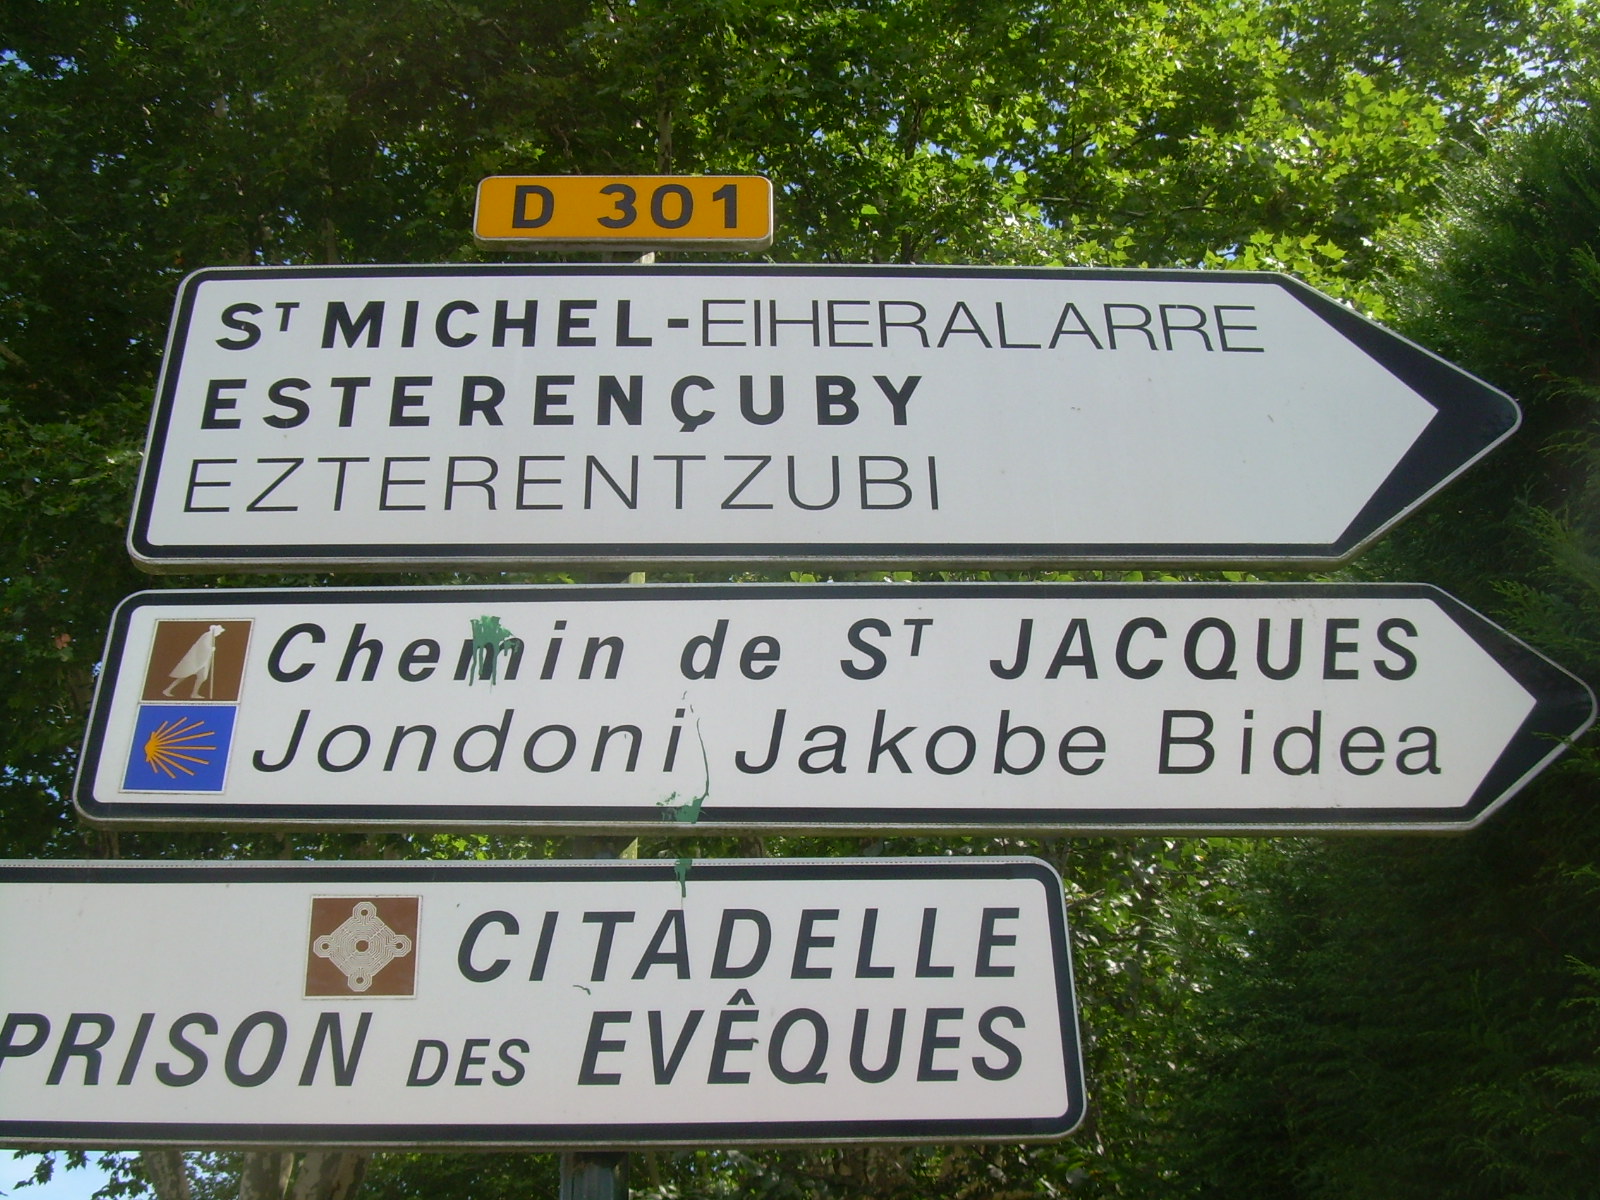 D 301
ST MICHEL-EIHERALARRE
ESTERENÇUBY
EZTERENTZUBI
Chemin de ST JACQUES
Jondoni Jakobe Bidea
CITADELLE
PRISON DES EVÊQUES